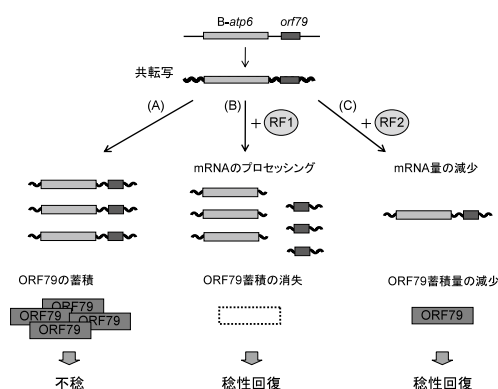 B-atp6 orf79
共転写
(A) (B) (C)
+ RF1 + RF2
mRNAのプロセッシング mRNA量の減少
ORF79の蓄積 ORF79蓄積の消失 ORF79蓄積量の減少
ORF79
ORF79 ORF79 ORF79
ORF79
不稔 稔性回復 稔性回復